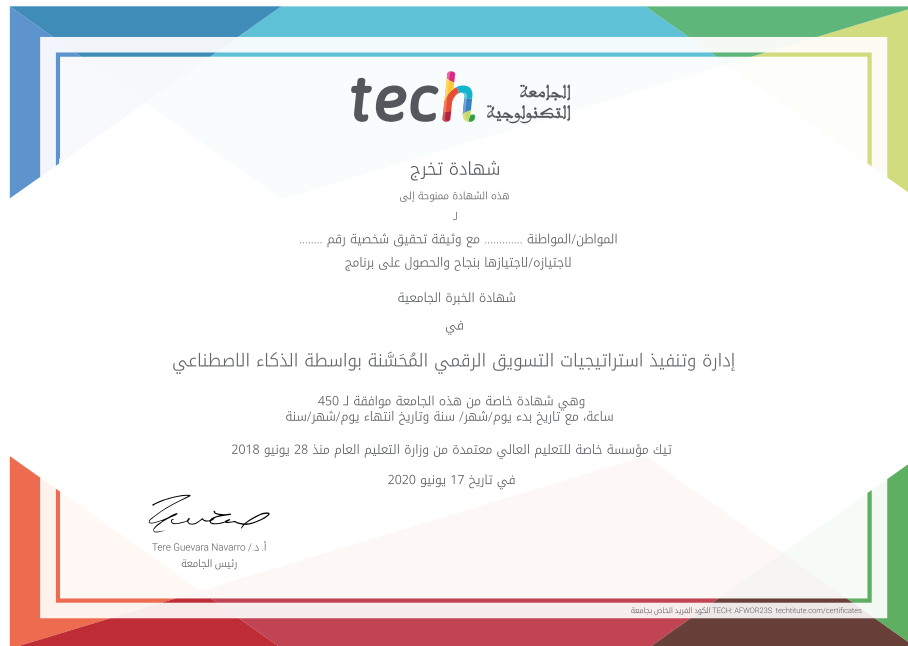 tech
الجامعة
التكنولوجية
شهادة تخرج
هذه الشهادة ممنوحة إلى
لـ
المواطن/المواطنة ............ مع وثيقة تحقيق شخصية رقم ........
لاجتيازه/لاجتيازها بنجاح والحصول على برنامج
شهادة الخبرة الجامعية
في
إدارة وتنفيذ استراتيجيات التسويق الرقمي المُحَسَّنة بواسطة الذكاء الاصطناعي
وهي شهادة خاصة من هذه الجامعة موافقة لـ 450
ساعة، مع تاريخ بدء يوم/شهر/ سنة وتاريخ انتهاء يوم/شهر/سنة
تيك مؤسسة خاصة للتعليم العالي معتمدة من وزارة التعليم العام منذ 28 يونيو 2018
في تاريخ 17 يونيو 2020
أ. د./ Tere Guevara Navarro
رئيس الجامعة
الكود الفريد الخاص بجامعة TECH: AFWOR23S techtitute.com/certificates